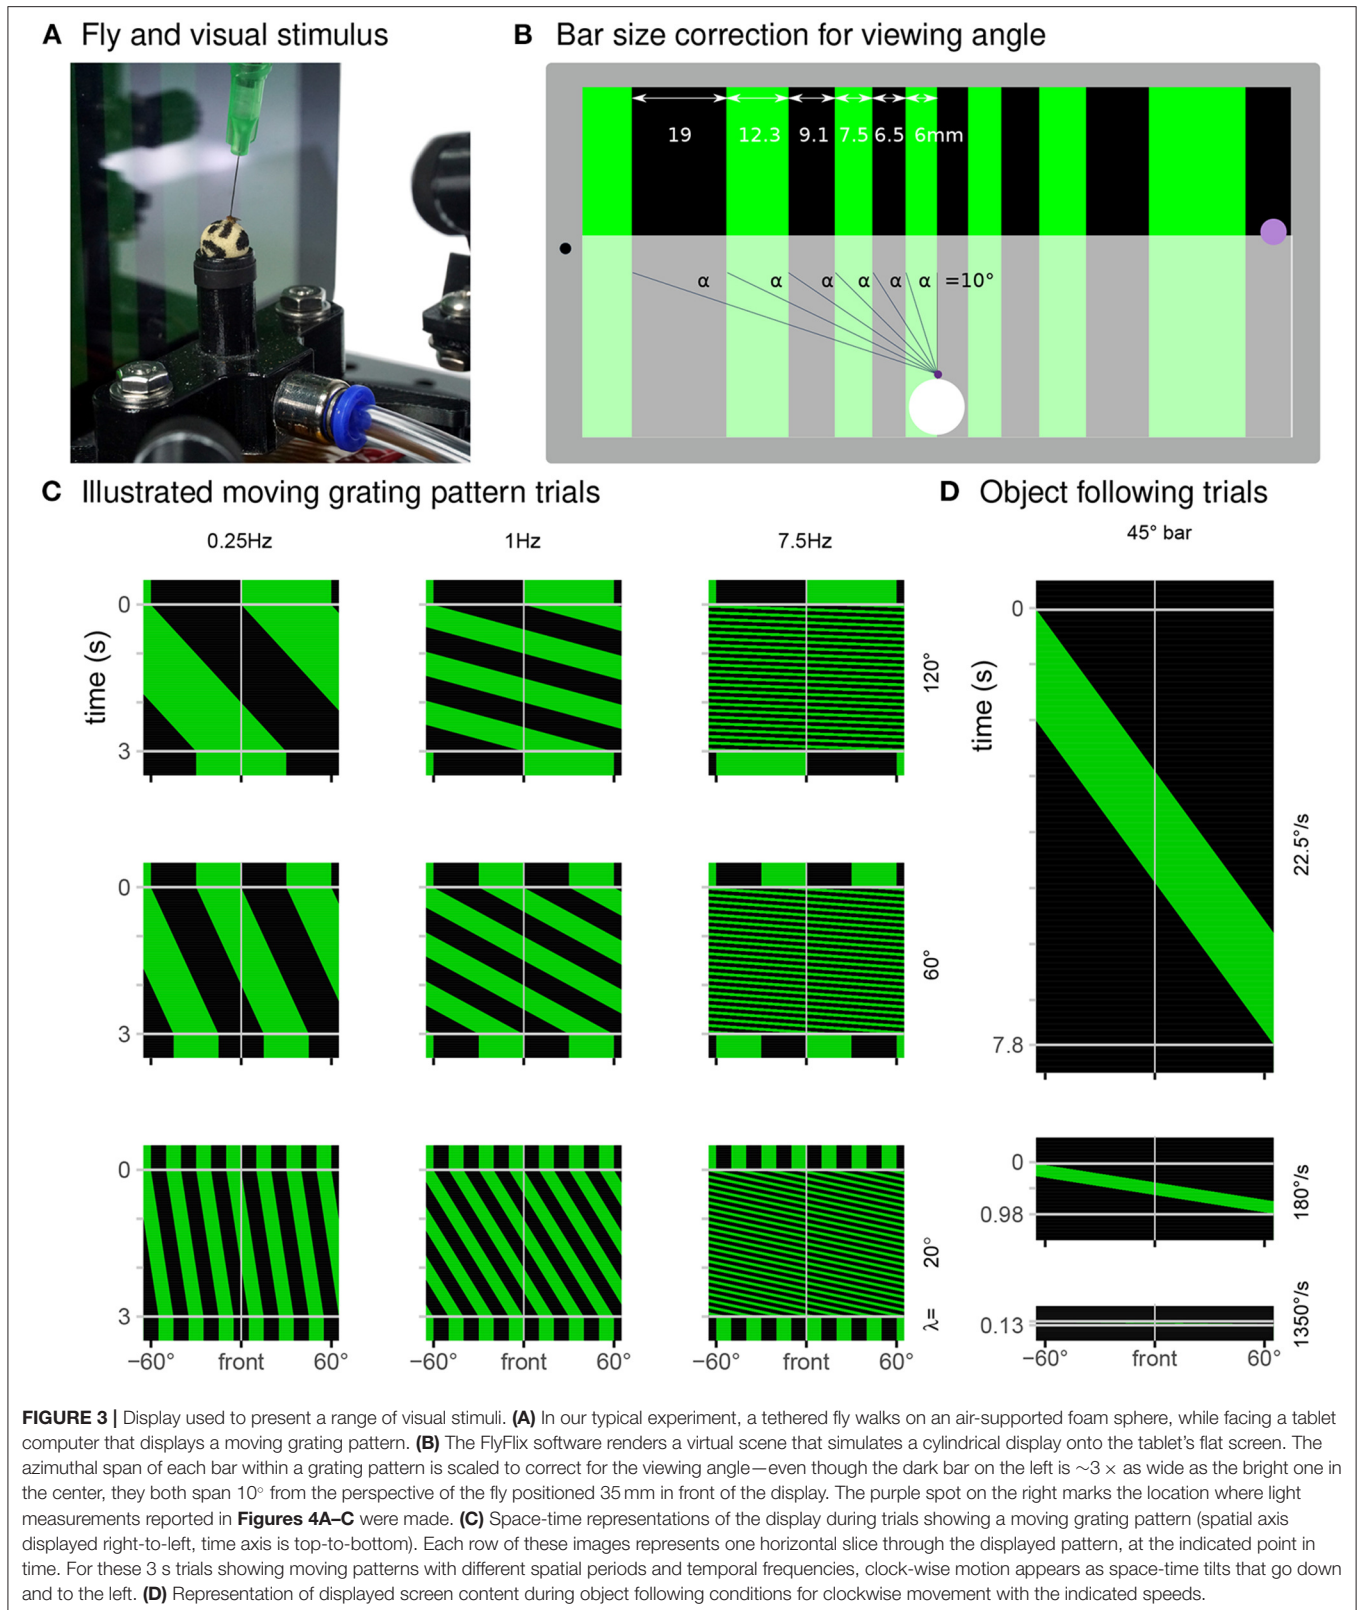 A Fly and visual stimulus
B Bar size correction for viewing angle
19 12.3 9.1 7.5 6.5 6mm
α α α α α α =10°
C Illustrated moving grating pattern trials
D Object following trials
0.25Hz 1Hz 7.5Hz
45° bar
0
time (s)
3
120°
0
3
60°
0
3
λ= 20°
−60° front 60°
−60° front 60°
−60° front 60°
0
time (s)
7.8
22.5°/s
0
0.98
180°/s
0.13
1350°/s
−60° front 60°
FIGURE 3 | Display used to present a range of visual stimuli. (A) In our typical experiment, a tethered fly walks on an air-supported foam sphere, while facing a tablet
computer that displays a moving grating pattern. (B) The FlyFlix software renders a virtual scene that simulates a cylindrical display onto the tablet's flat screen. The
azimuthal span of each bar within a grating pattern is scaled to correct for the viewing angle—even though the dark bar on the left is ∼3 × as wide as the bright one in
the center, they both span 10° from the perspective of the fly positioned 35 mm in front of the display. The purple spot on the right marks the location where light
measurements reported in Figures 4A–C were made. (C) Space-time representations of the display during trials showing a moving grating pattern (spatial axis
displayed right-to-left, time axis is top-to-bottom). Each row of these images represents one horizontal slice through the displayed pattern, at the indicated point in
time. For these 3 s trials showing moving patterns with different spatial periods and temporal frequencies, clock-wise motion appears as space-time tilts that go down
and to the left. (D) Representation of displayed screen content during object following conditions for clockwise movement with the indicated speeds.